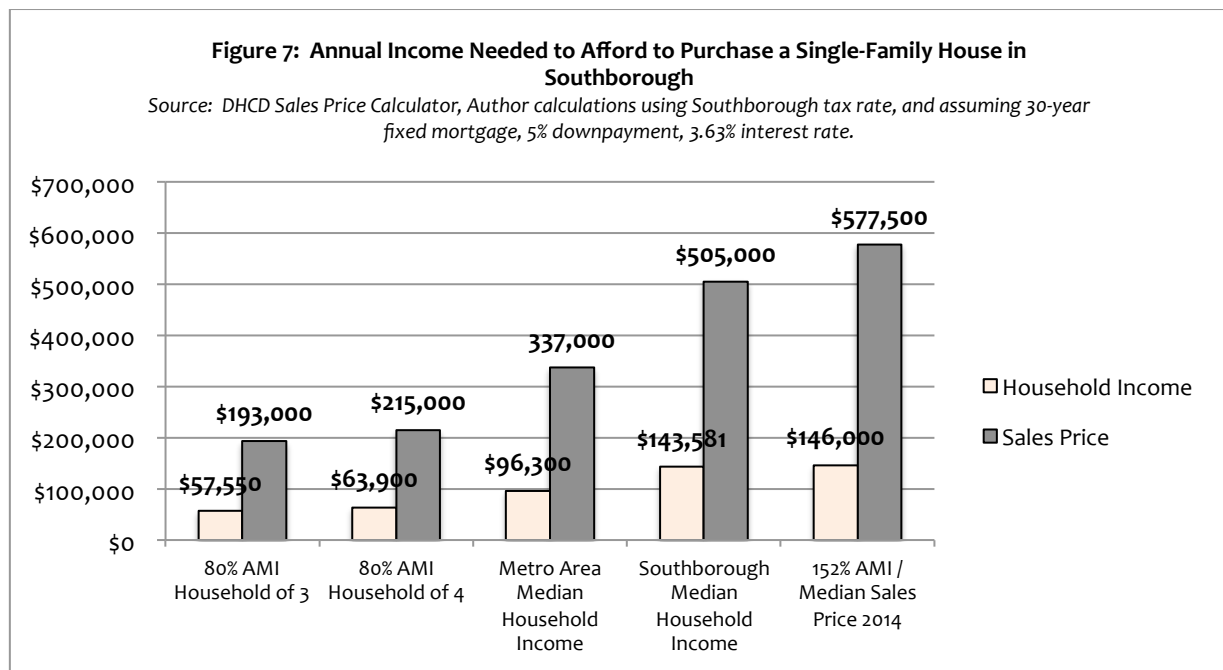 Figure 7: Annual Income Needed to Afford to Purchase a Single-Family House in
Southborough
Source: DHCD Sales Price Calculator, Author calculations using Southborough tax rate, and assuming 30-year
fixed mortgage, 5% downpayment, 3.63% interest rate.
$700,000
$600,000
$500,000
$400,000
$300,000
$200,000
$100,000
$0
$57,550
$193,000
$63,900
$215,000
$96,300
337,000
$143,581
$505,000
$146,000
$577,500
80% AMI
Household of 3
80% AMI
Household of 4
Metro Area
Median
Household
Income
Southborough
Median
Household
Income
152% AMI /
Median Sales
Price 2014
Household Income
Sales Price